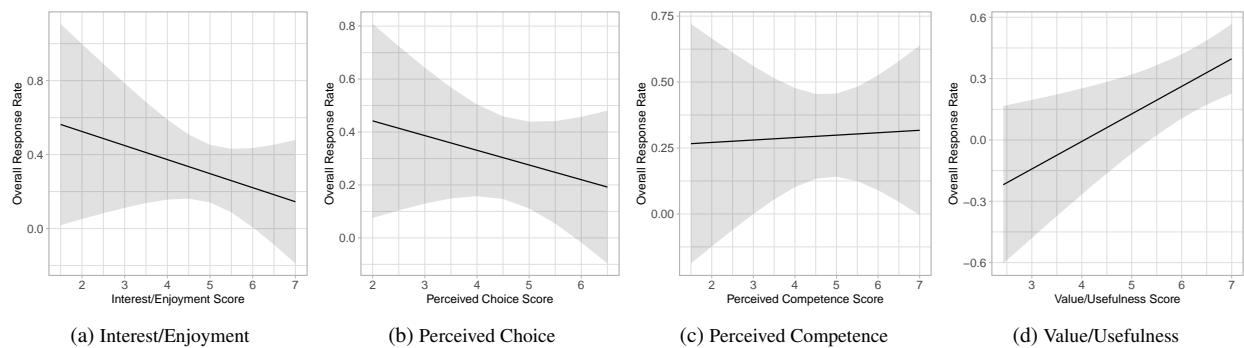 Overall Response Rate
0.8
0.4
0.0
2 3 4 5 6 7
Interest/Enjoyment Score
(a) Interest/Enjoyment
Overall Response Rate
0.8
0.6
0.4
0.2
0.0
2 3 4 5 6
Perceived Choice Score
(b) Perceived Choice
Overall Response Rate
0.75
0.50
0.25
0.00
2 3 4 5 6 7
Perceived Competence Score
(c) Perceived Competence
Overall Response Rate
0.6
0.3
0.0
−0.3
−0.6
3 4 5 6 7
Value/Usefulness Score
(d) Value/Usefulness